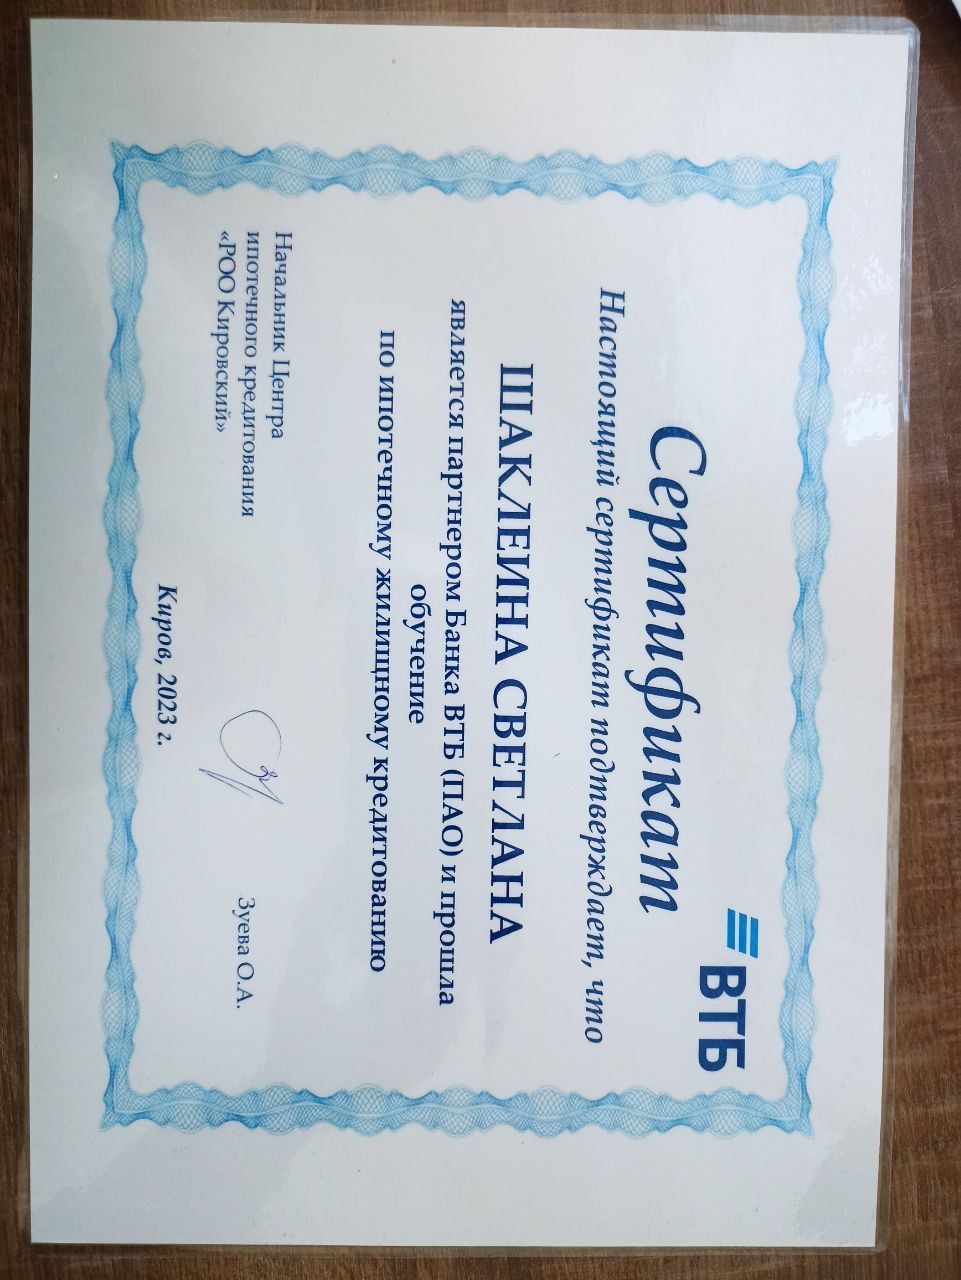 ВТБ
Сертификат
Настоящий сертификат подтверждает, что
ШАКЛЕИНА СВЕТЛАНА
является партнером Банка ВТБ (ПАО) и прошла
обучение
по ипотечному жилищному кредитованию
Начальник Центра
ипотечного кредитования
«РОО Кировский»
Зуева О.А.
Киров, 2023 г.